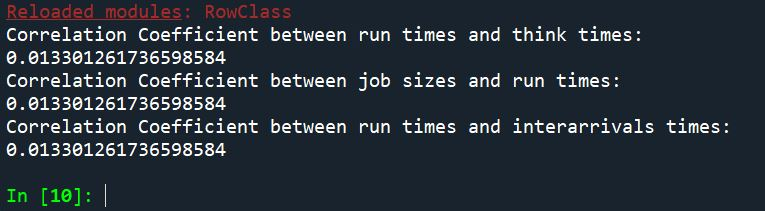 Reloaded modules: RowClass
Correlation Coefficient between run times and think times:
0.013301261736598584
Correlation Coefficient between job sizes and run times:
0.013301261736598584
Correlation Coefficient between run times and interarrivals times:
0.013301261736598584
In [10]: